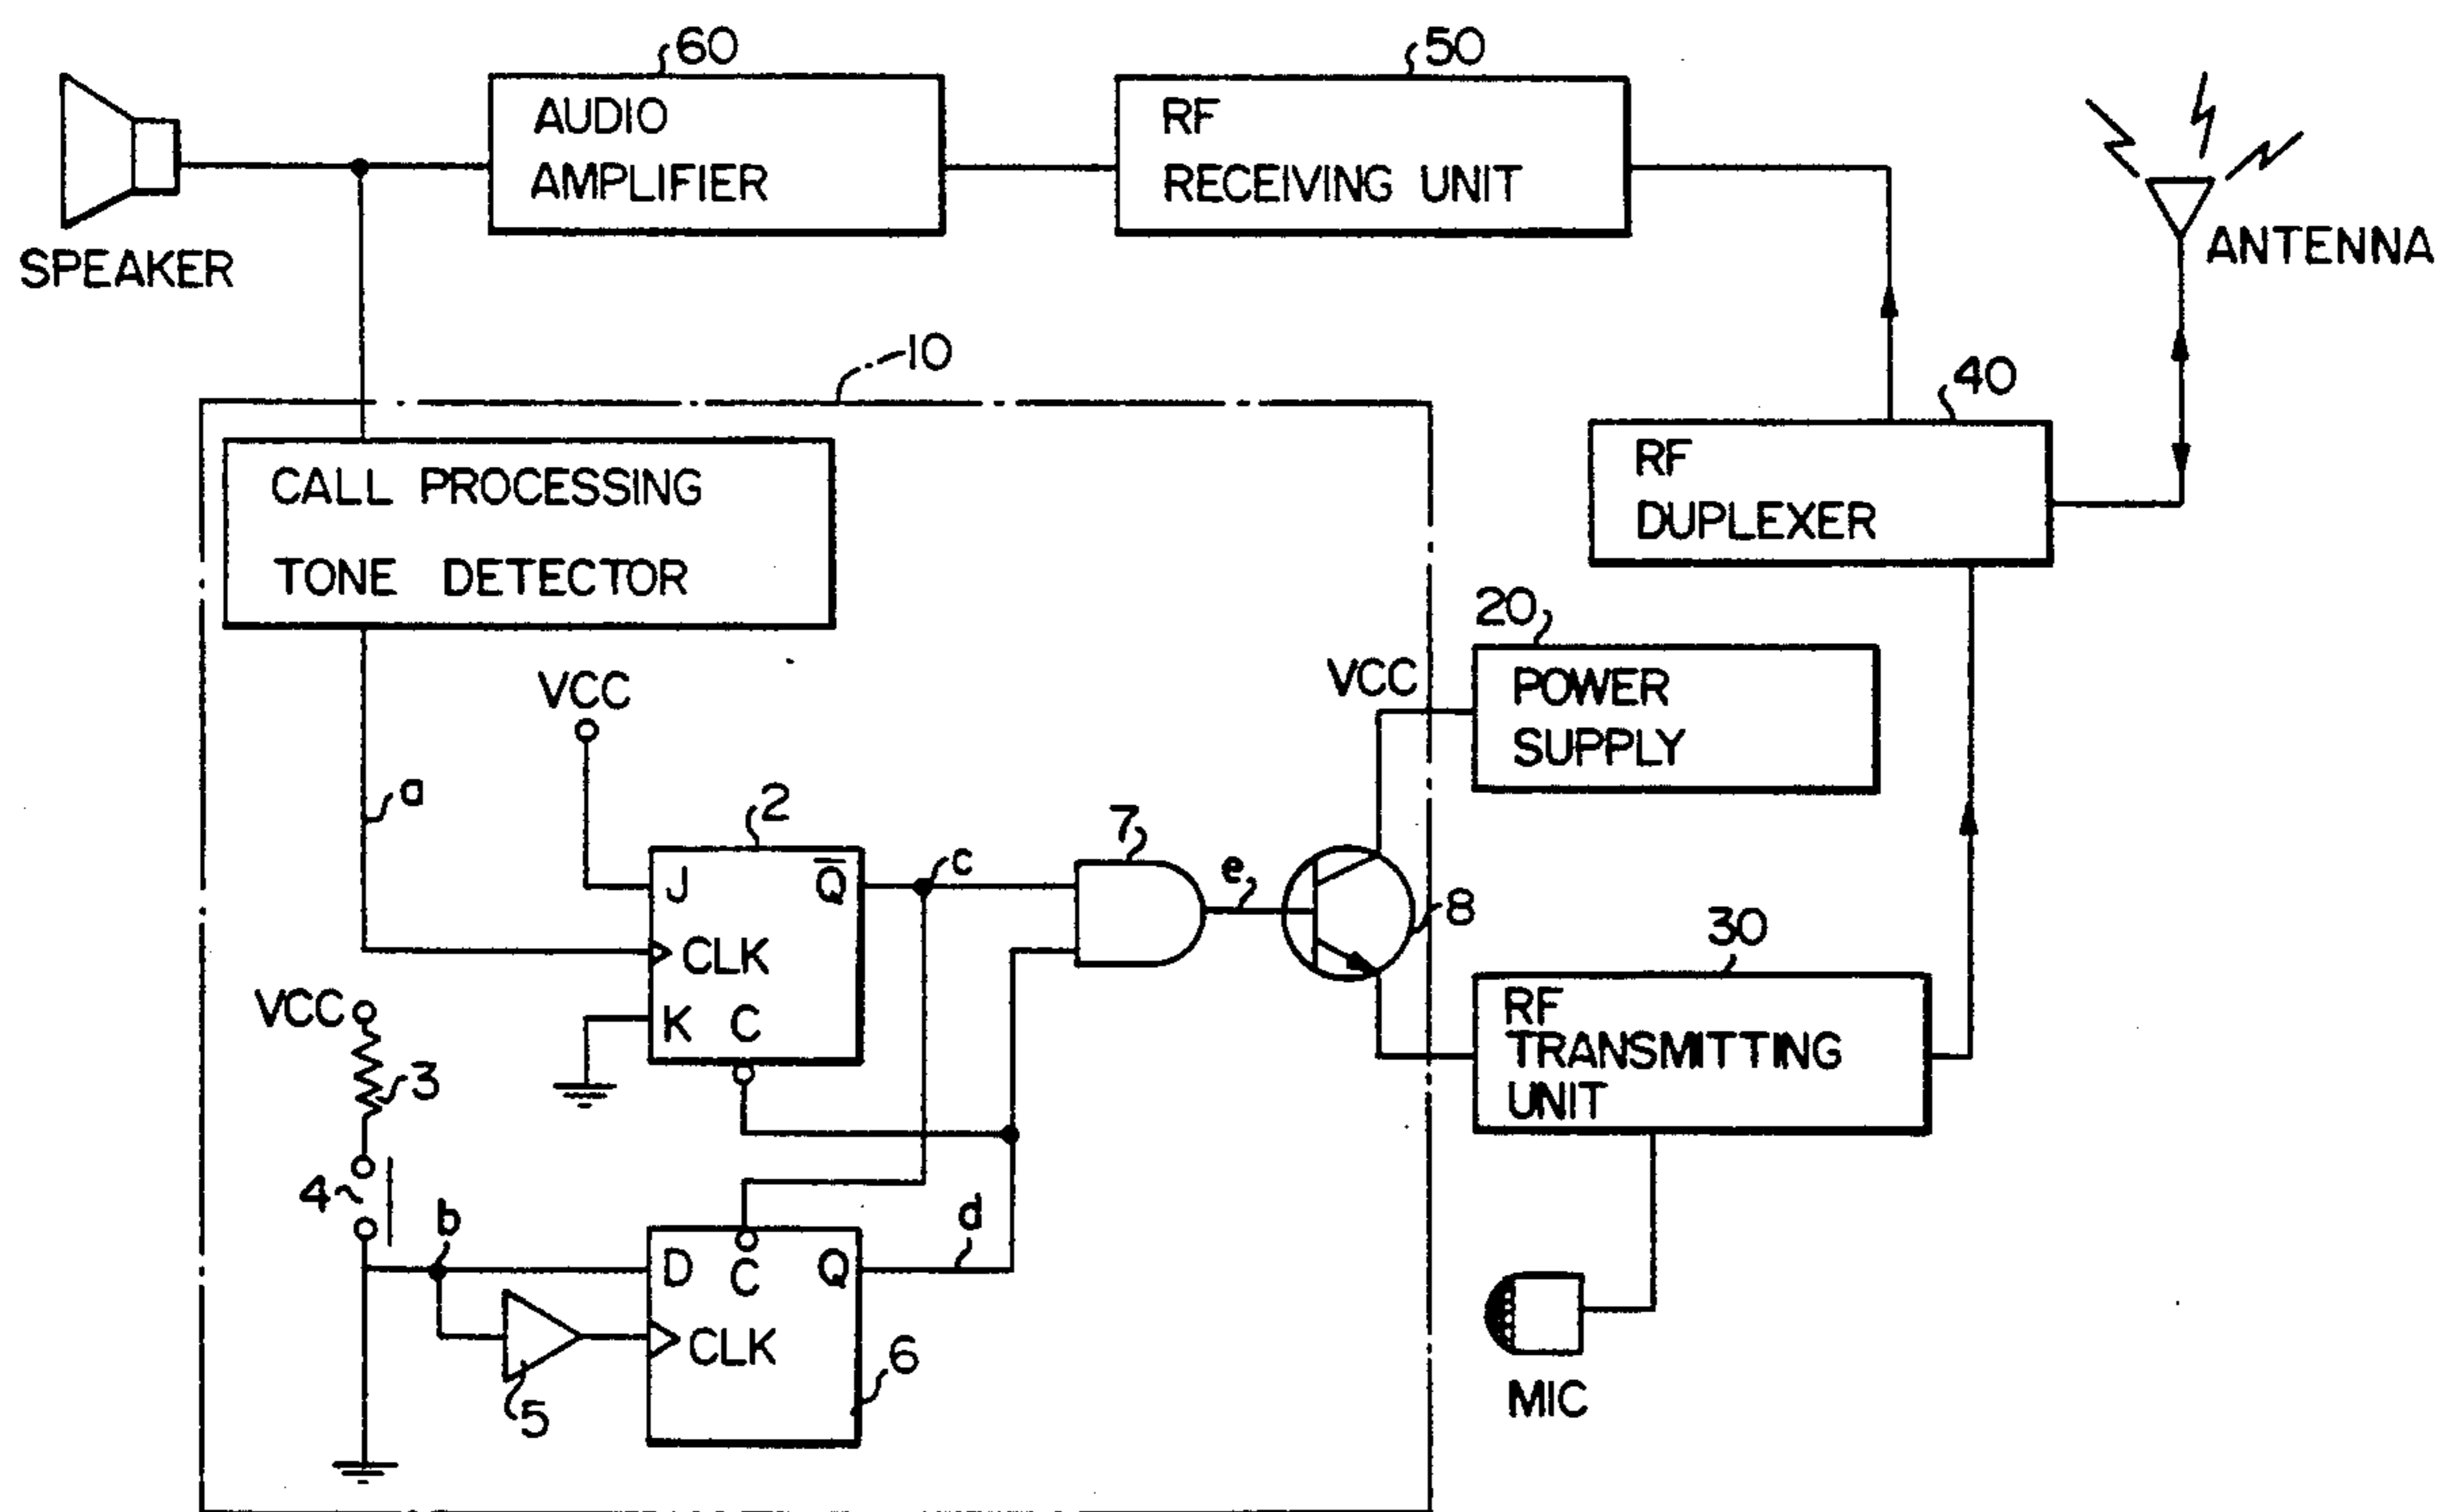 60
50
AUDIO
AMPLIFIER
RF
RECEIVING UNIT
SPEAKER
ANTENNA
10
40
CALL PROCESSING
TONE DETECTOR
RF
DUPLEXER
20
VCC
VCC
POWER
SUPPLY
a
2
7
J
Q
c
e
8
CLK
30
VCC
K C
RF
TRANSMITTING
UNIT
3
4
b
d
D C Q
CLK
6
5
MIC